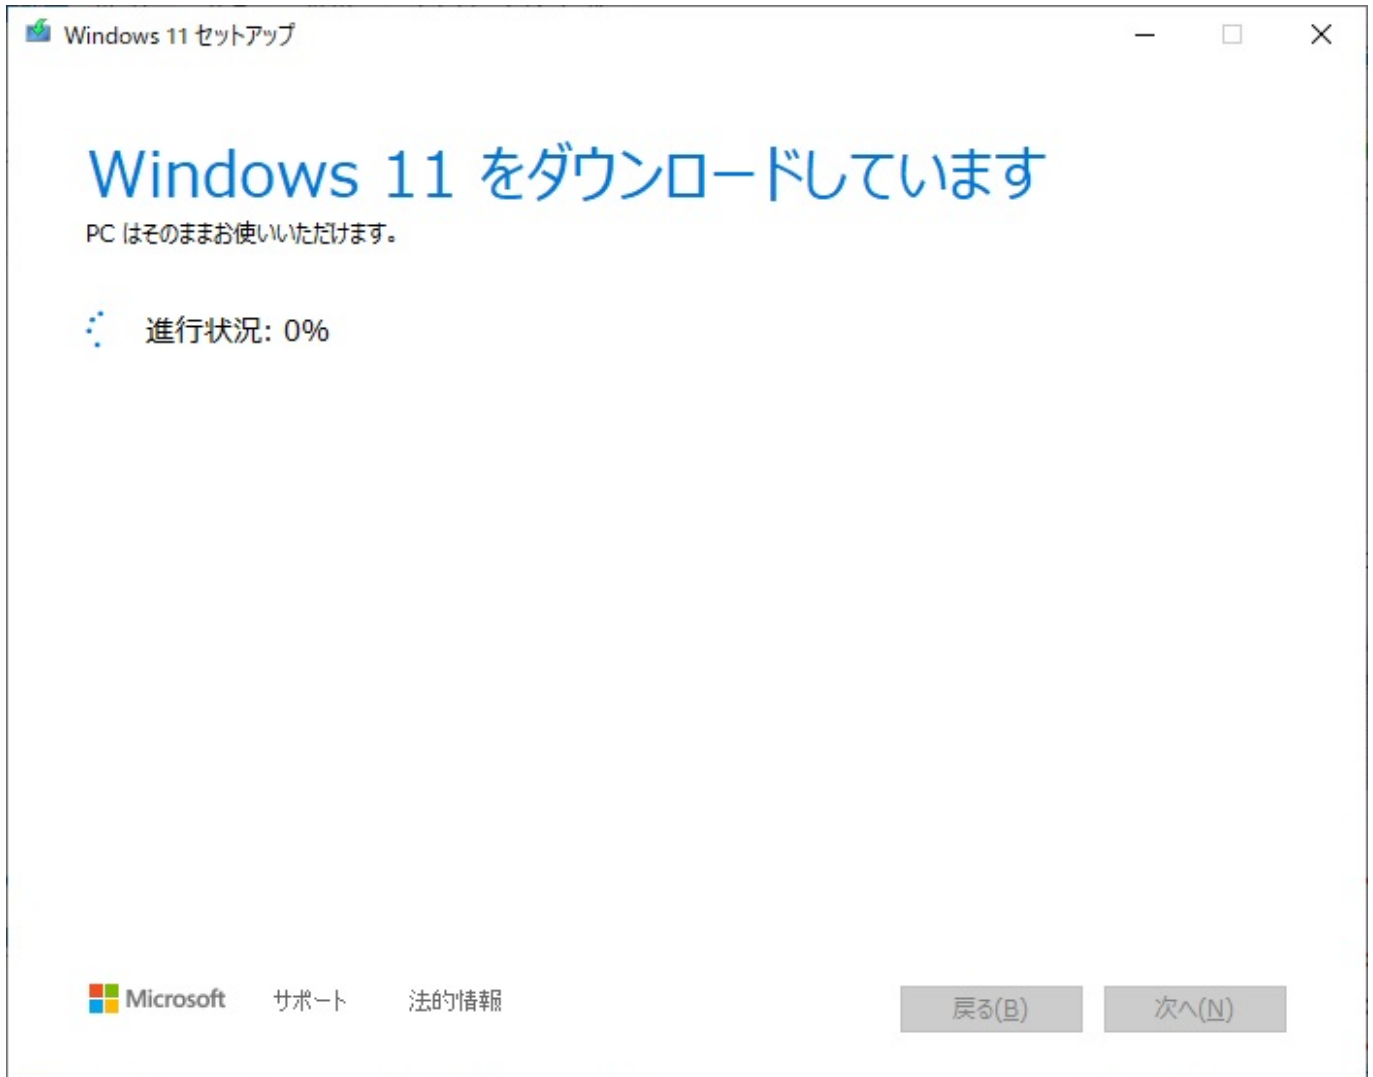 Windows 11 セットアップ
Windows 11 をダウンロードしています
PC はそのままお使いいただけます。
進行状況: 0%
Microsoft サポート 法的情報 戻る(B) 次へ(N)